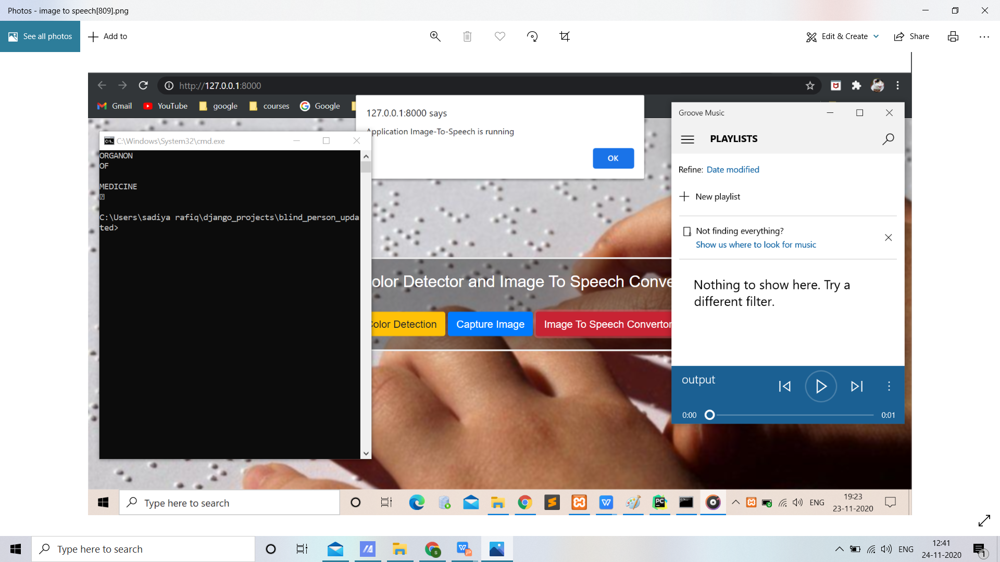 Photos - image to speech[809].png
See all photos
Add to
Edit & Create
Share
http://127.0.0.1:8000
Gmail
YouTube
google
courses
Google
127.0.0.1:8000 says
Application Image-To-Speech is running
OK
C:\Windows\System32\cmd.exe
ORGANON
OF
MEDICINE
C:\Users\sadiya rafiq\django_projects\blind_person_upda
ted>
olor Detector and Image To Speech Conve
Color Detection
Capture Image
Image To Speech Convertor
Groove Music
PLAYLISTS
Refine: Date modified
New playlist
Not finding everything?
Show us where to look for music
Nothing to show here. Try a
different filter.
output
0:00
0:01
Type here to search
ENG
19:23
23-11-2020
Type here to search
ENG
12:41
24-11-2020
1